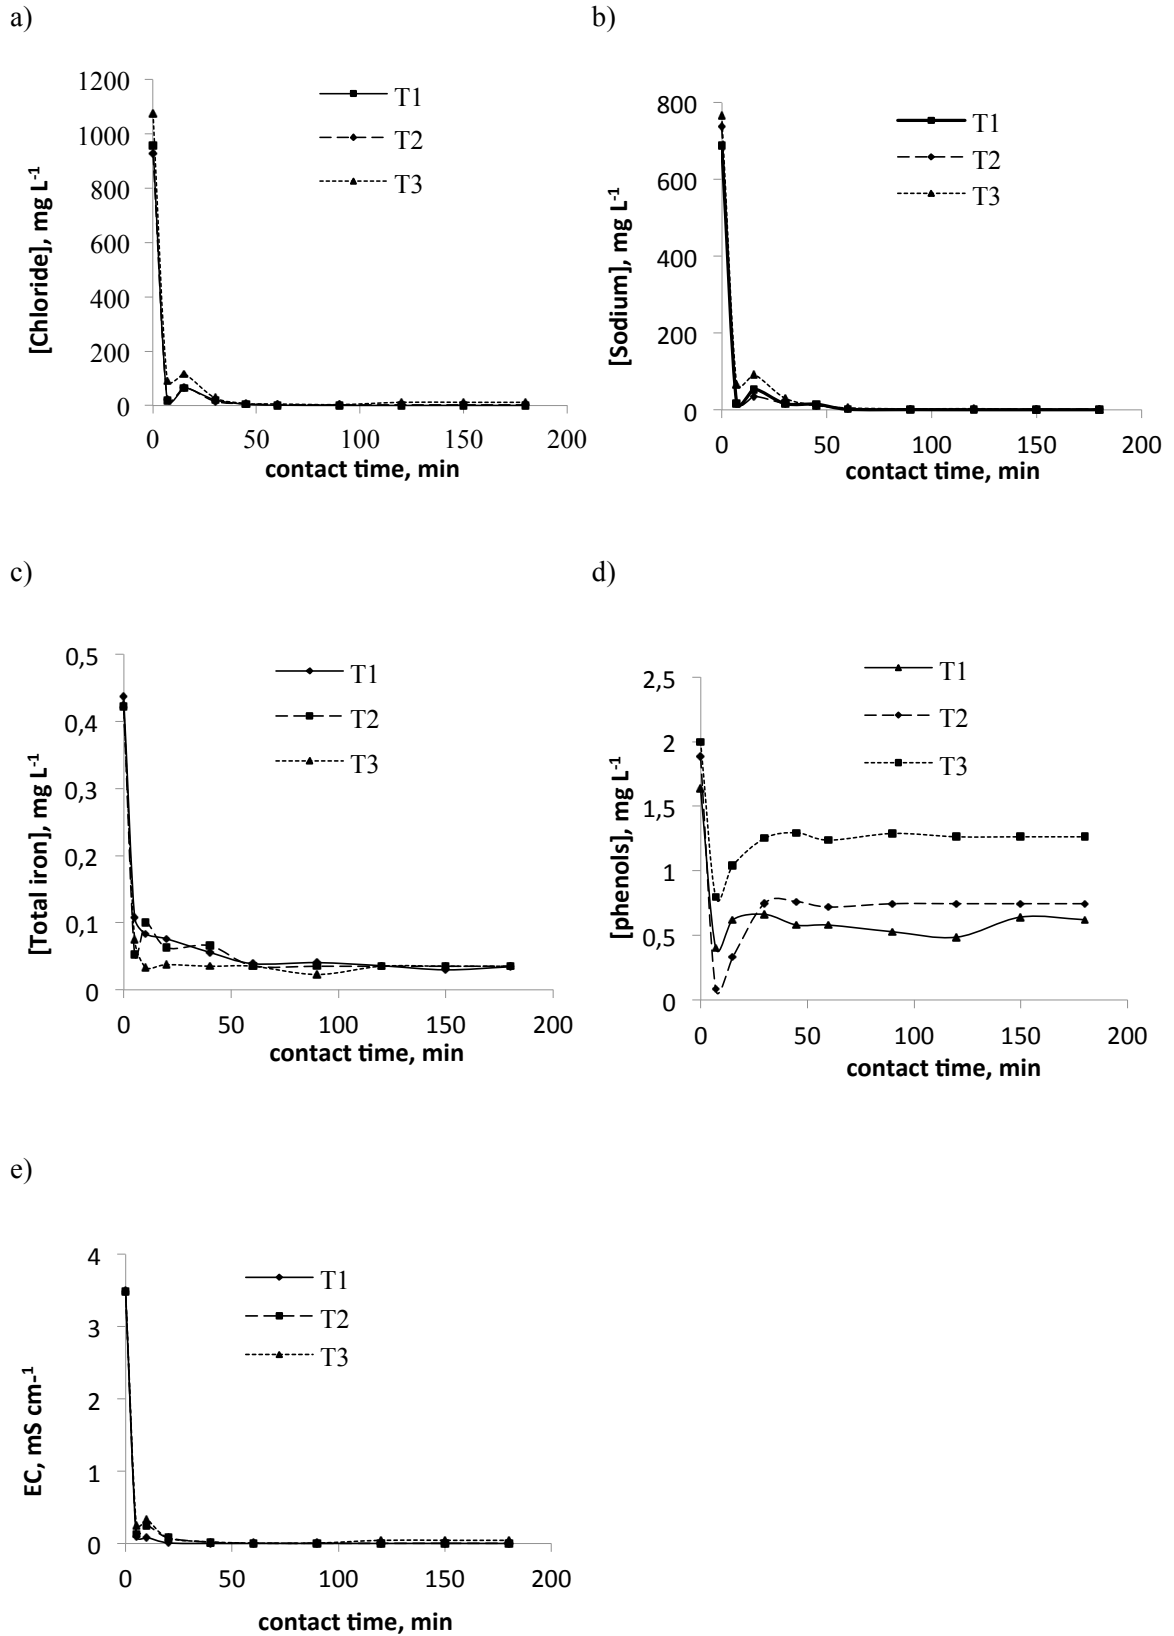 a)
1200
1000
800
600
400
200
0
[Chloride], mg L-1
T1
T2
T3
0 50 100 150 200
contact time, min
b)
800
600
400
200
0
[Sodium], mg L-1
T1
T2
T3
0 50 100 150 200
contact time, min
c)
0,5
0,4
0,3
0,2
0,1
0
[Total iron], mg L-1
T1
T2
T3
0 50 100 150 200
contact time, min
d)
2,5
2
1,5
1
0,5
0
[phenols], mg L-1
T1
T2
T3
0 50 100 150 200
contact time, min
e)
4
3
2
1
0
EC, mS cm-1
T1
T2
T3
0 50 100 150 200
contact time, min